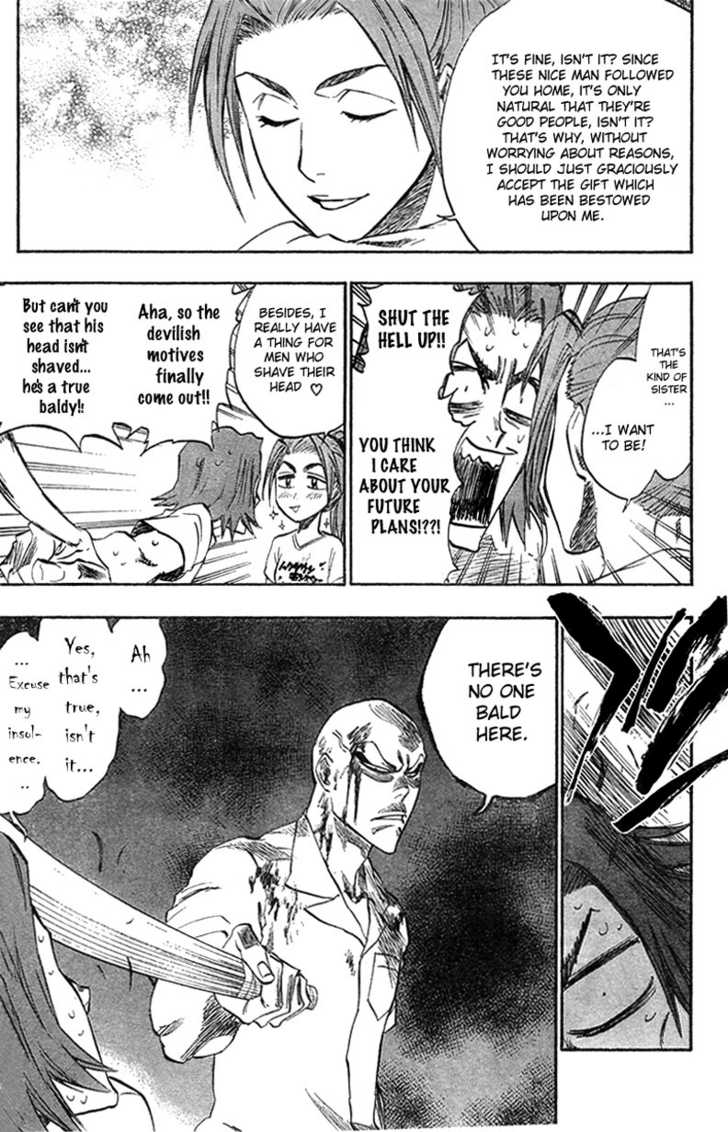 IT'S FINE, ISN'T IT? SINCE
THESE NICE MAN FOLLOWED
YOU HOME, IT'S ONLY
NATURAL THAT THEY'RE
GOOD PEOPLE, ISN'T IT?
THAT'S WHY, WITHOUT
WORRYING ABOUT REASONS,
I SHOULD JUST GRACIOUSLY
ACCEPT THE GIFT WHICH
HAS BEEN BESTOWED
UPON ME.
THAT'S
THE
KIND OF
SISTER
...
...I WANT
TO BE!
SHUT THE
HELL UP!!
YOU THINK
I CARE
ABOUT YOUR
FUTURE
PLANS!??!
BESIDES, I
REALLY HAVE
A THING FOR
MEN WHO
SHAVE THEIR
HEAD ♡
Aha, so the
devilish
motives
finally
come out!!
But can't you
see that his
head isn't
shaved...
he's a true
baldy!!
THERE'S
NO ONE
BALD
HERE.
Ah
...
Yes,
that's
true,
isn't
it...
...
Excuse
my
insol-
ence.
..